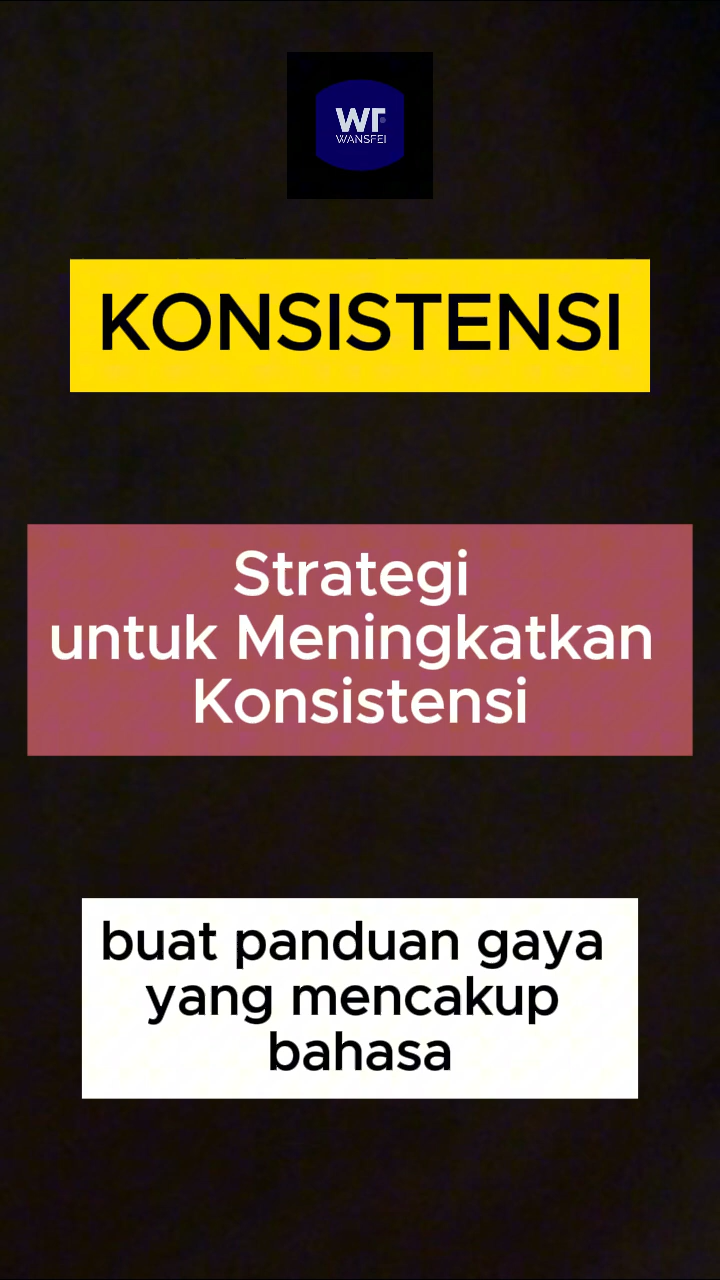 WF
WANSFEI
KONSISTENSI
Strategi
untuk Meningkatkan
Konsistensi
buat panduan gaya
yang mencakup
bahasa